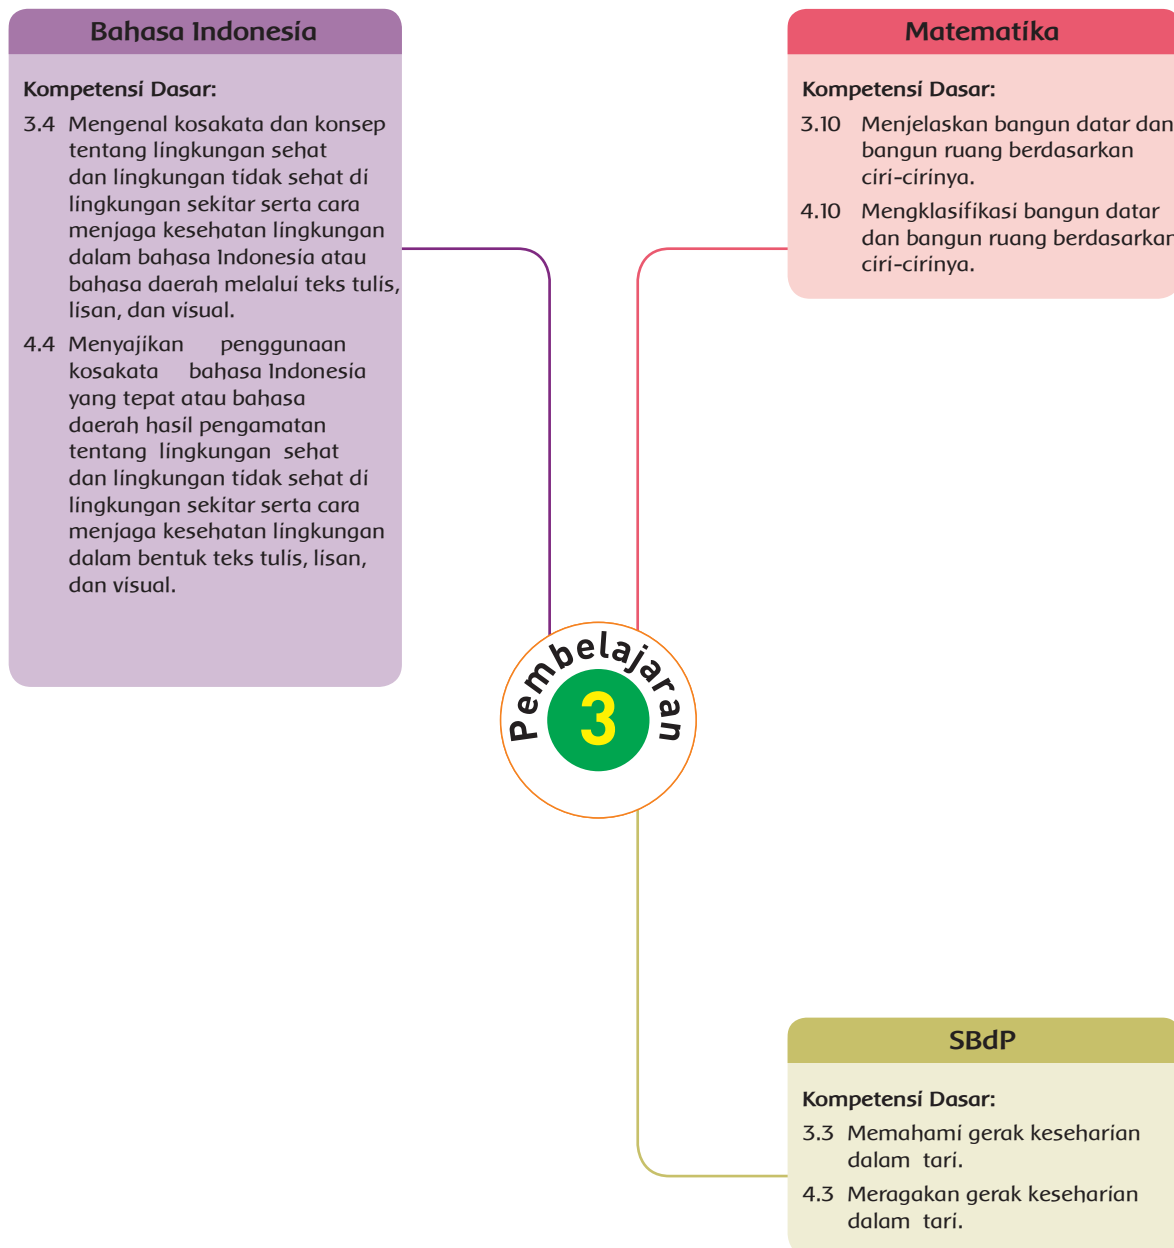 Bahasa Indonesia
Kompetensi Dasar:
3.4 Mengenal kosakata dan konsep
tentang lingkungan sehat
dan lingkungan tidak sehat di
lingkungan sekitar serta cara
menjaga kesehatan lingkungan
dalam bahasa Indonesia atau
bahasa daerah melalui teks tulis,
lisan, dan visual.
4.4 Menyajikan penggunaan
kosakata bahasa Indonesia
yang tepat atau bahasa
daerah hasil pengamatan
tentang lingkungan sehat
dan lingkungan tidak sehat di
lingkungan sekitar serta cara
menjaga kesehatan lingkungan
dalam bentuk teks tulis, lisan,
dan visual.
Matematika
Kompetensi Dasar:
3.10 Menjelaskan bangun datar dan
bangun ruang berdasarkan
ciri-cirinya.
4.10 Mengklasifikasi bangun datar
dan bangun ruang berdasarkan
ciri-cirinya.
Pembelajaran
3
SBdP
Kompetensi Dasar:
3.3 Memahami gerak keseharian
dalam tari.
4.3 Meragakan gerak keseharian
dalam tari.